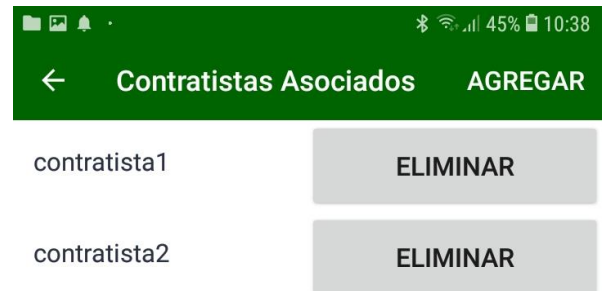 45% 10:38
Contratistas Asociados AGREGAR
contratista1 ELIMINAR
contratista2 ELIMINAR